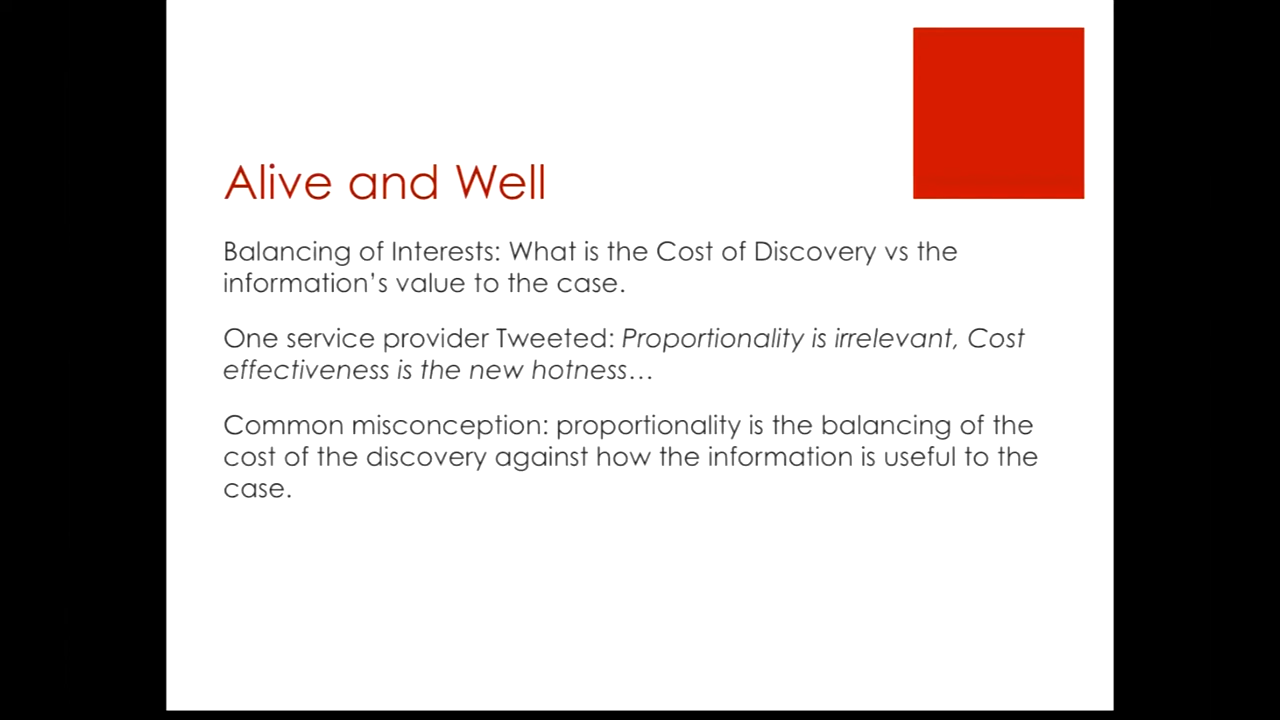 Alive and Well
Balancing of Interests: What is the Cost of Discovery vs the
information’s value to the case.
One service provider Tweeted: Proportionality is irrelevant, Cost
effectiveness is the new hotness…
Common misconception: proportionality is the balancing of the
cost of the discovery against how the information is useful to the
case.